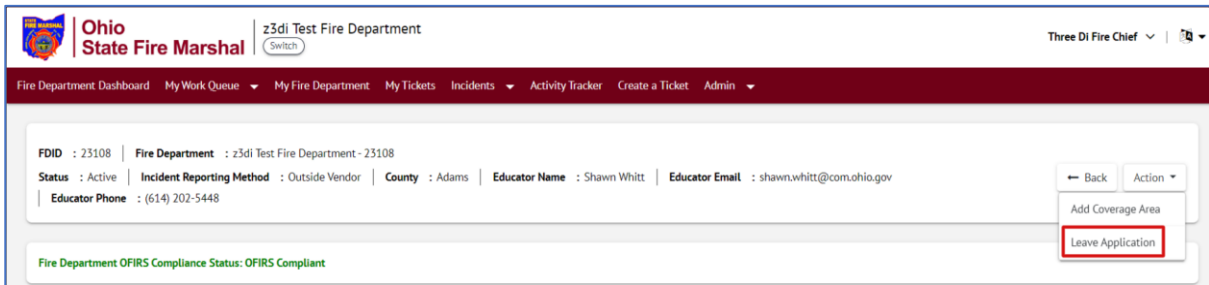 FIRE MARSHAL
Ohio
State Fire Marshal
z3di Test Fire Department
Switch
Three Di Fire Chief
Fire Department Dashboard My Work Queue My Fire Department My Tickets Incidents Activity Tracker Create a Ticket Admin
FDID : 23108 Fire Department : z3di Test Fire Department - 23108
Status : Active Incident Reporting Method : Outside Vendor County : Adams Educator Name : Shawn Whitt Educator Email : shawn.whitt@com.ohio.gov
Educator Phone : (614) 202-5448
← Back Action
Add Coverage Area
Leave Application
Fire Department OFIRS Compliance Status: OFIRS Compliant